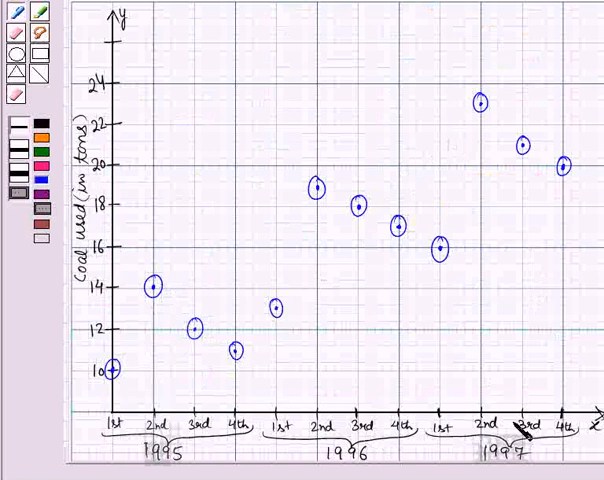 y
Coal used (in tons)
24
22
20
18
16
14
12
10
1st 2nd 3rd 4th 1st 2nd 3rd 4th 1st 2nd 3rd 4th x
1995 1996 1997